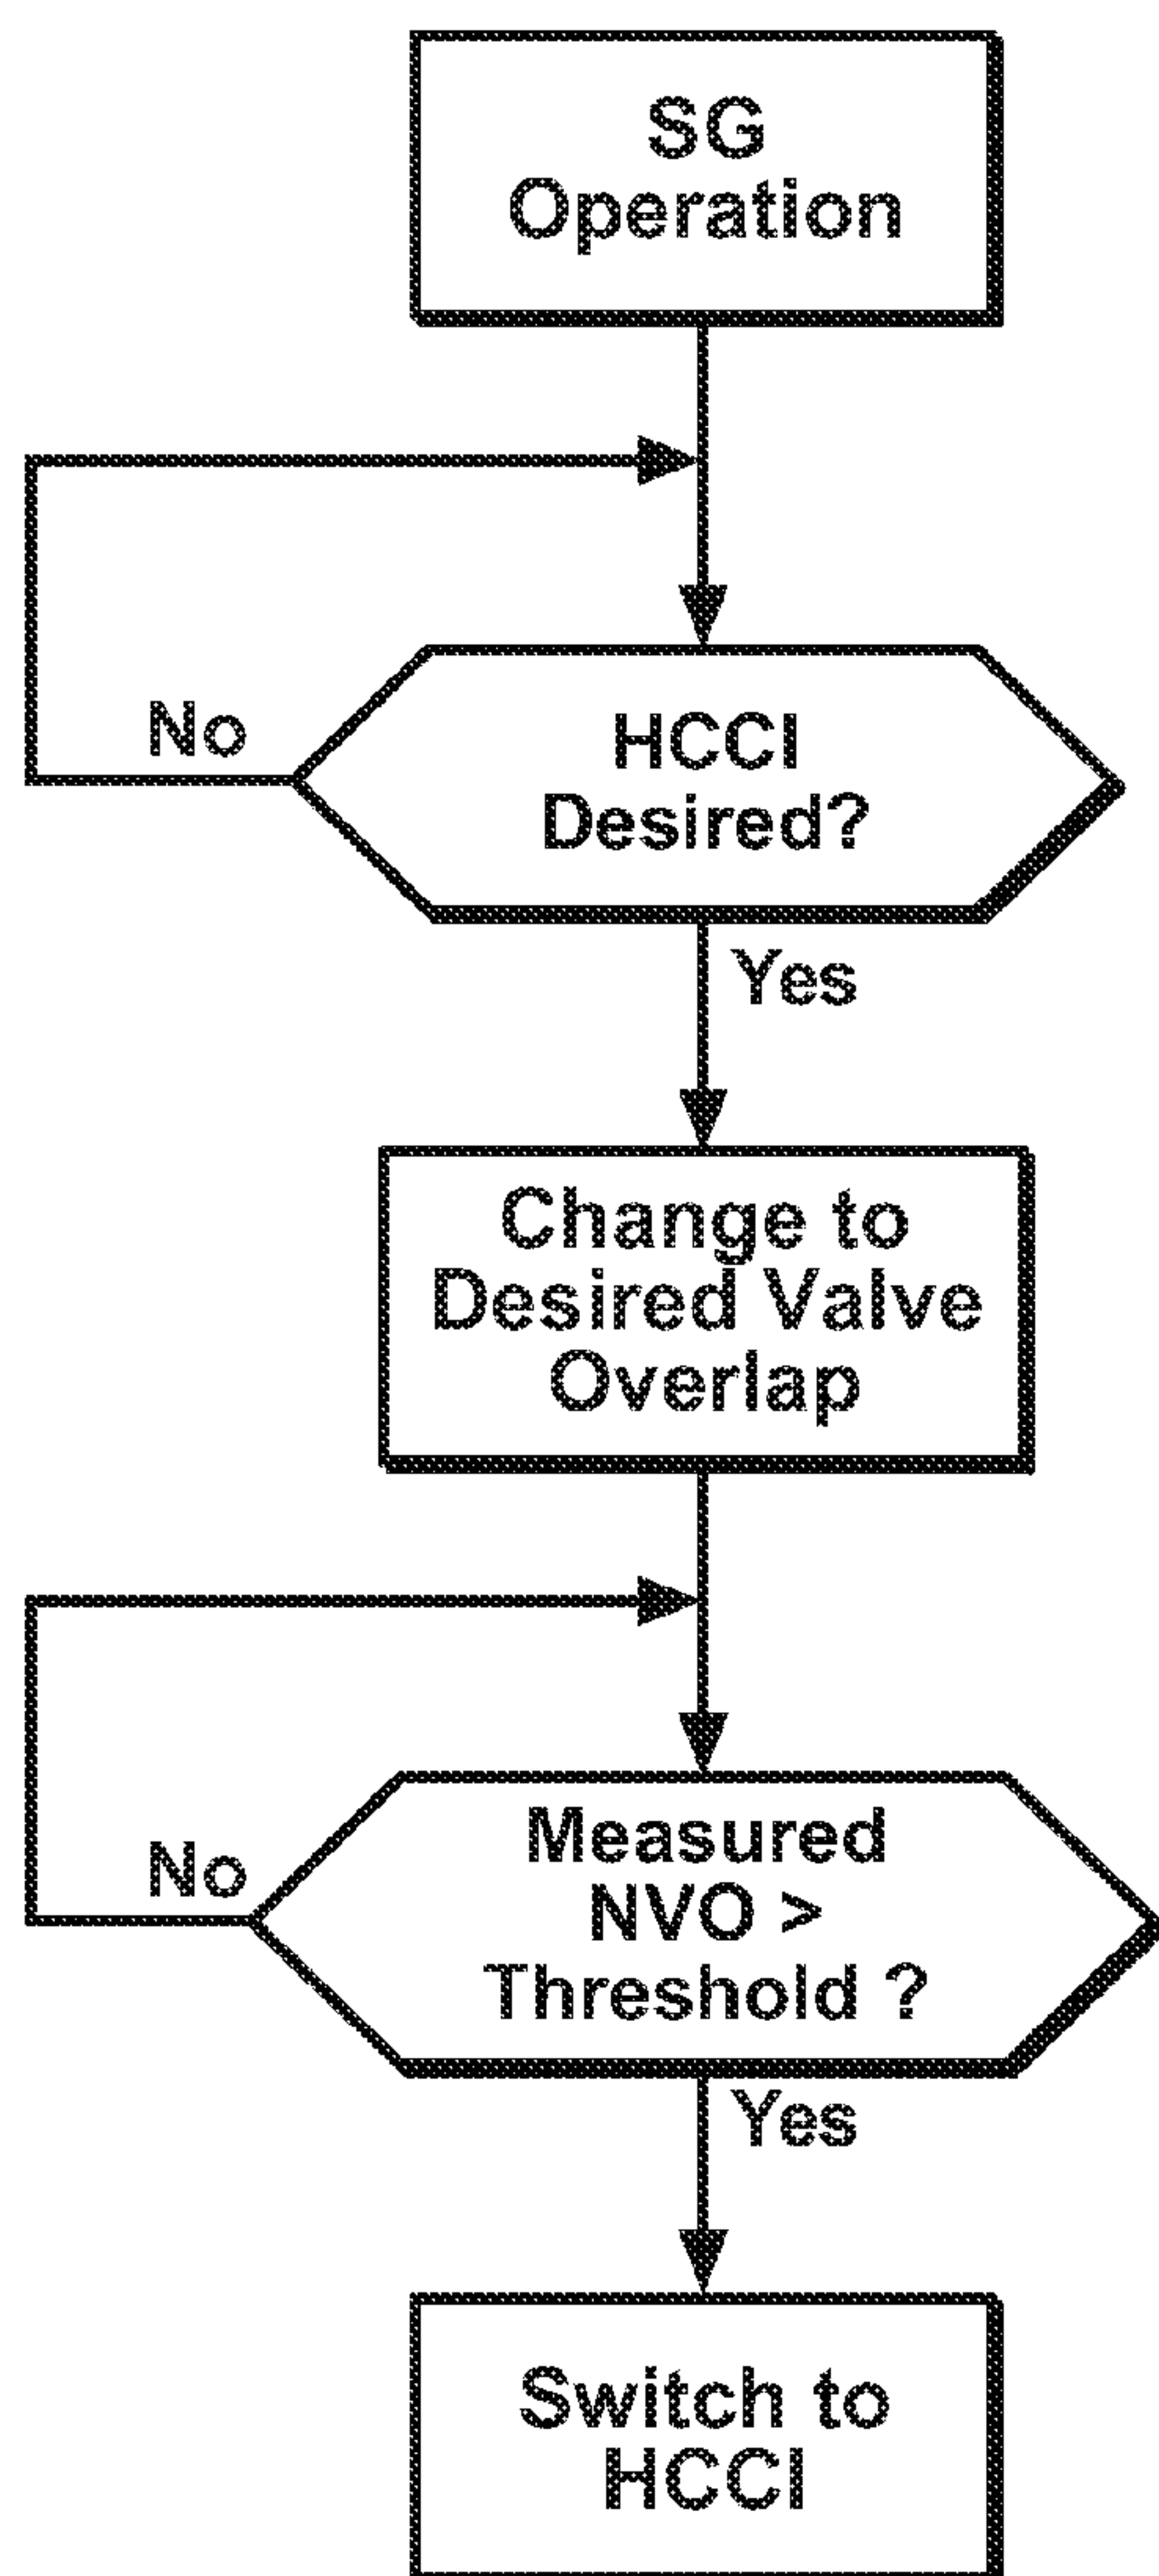 SG
Operation
No
HCCI
Desired?
Yes
Change to
Desired Valve
Overlap
No
Measured
NVO >
Threshold ?
Yes
Switch to
HCCI